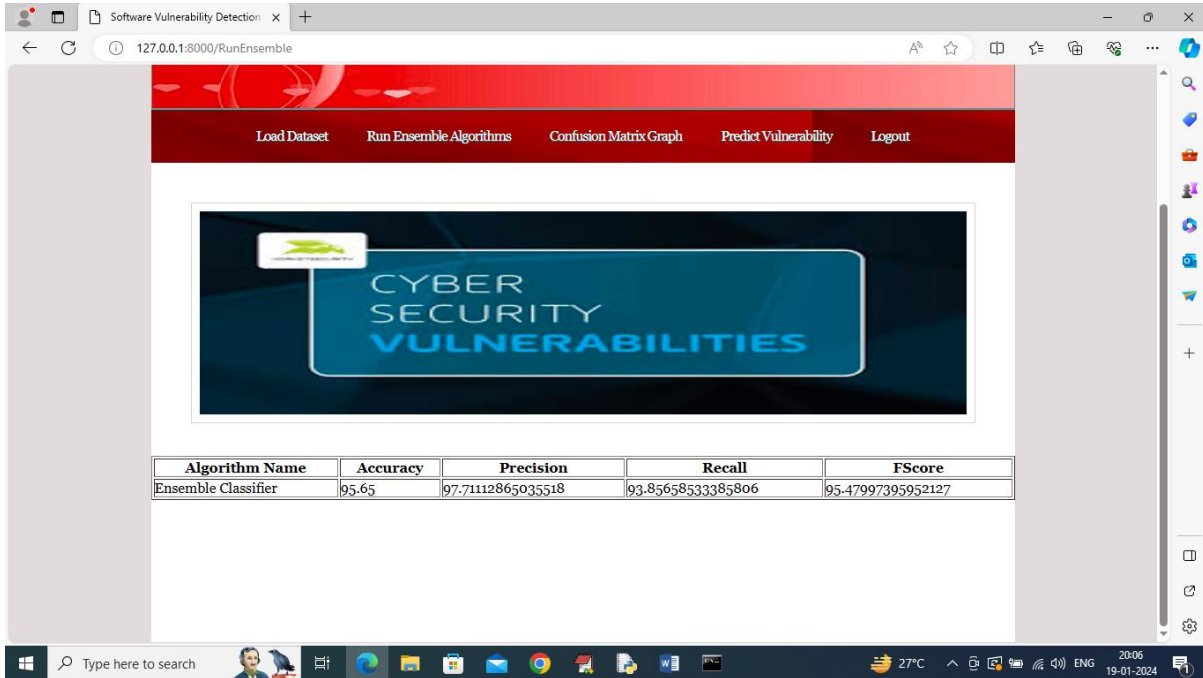 Software Vulnerability Detection
127.0.0.1:8000/RunEnsemble
Load Dataset Run Ensemble Algorithms Confusion Matrix Graph Predict Vulnerability Logout
CYBER
SECURITY
VULNERABILITIES
Algorithm Name Accuracy Precision Recall FScore
Ensemble Classifier 95.65 97.71112865035518 93.85658533385806 95.47997395952127
Type here to search
27°C ENG 20:06
19-01-2024